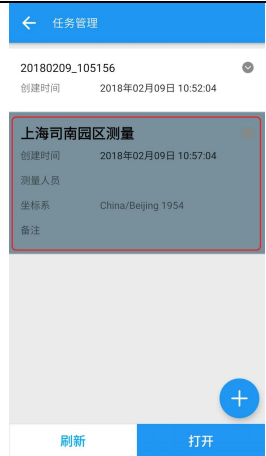 任务管理
20180209_105156
创建时间 2018年02月09日 10:52:04
上海司南园区测量
创建时间 2018年02月09日 10:57:04
测量人员
坐标系 China/Beijing 1954
备注
刷新 打开